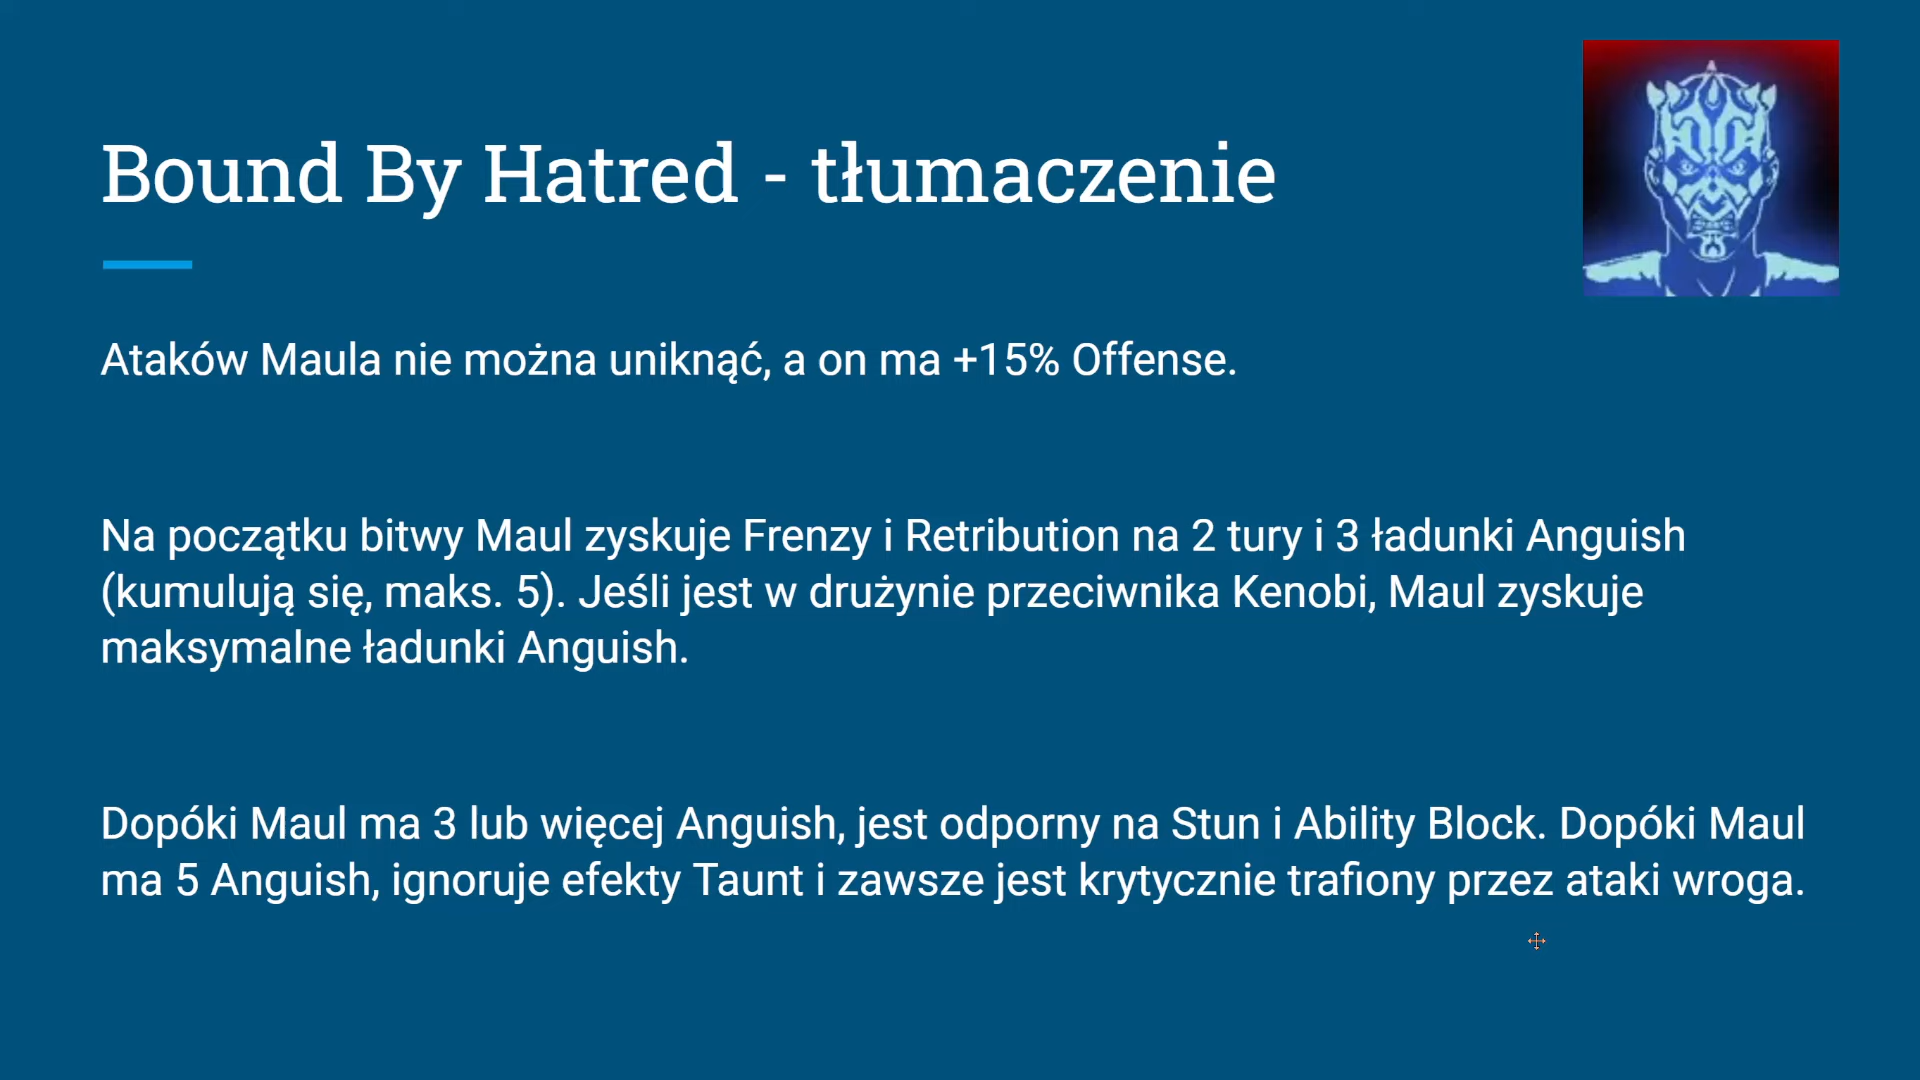 Bound By Hatred - tłumaczenie
Ataków Maula nie można uniknąć, a on ma +15% Offense.
Na początku bitwy Maul zyskuje Frenzy i Retribution na 2 tury i 3 ładunki Anguish
(kumulują się, maks. 5). Jeśli jest w drużynie przeciwnika Kenobi, Maul zyskuje
maksymalne ładunki Anguish.
Dopóki Maul ma 3 lub więcej Anguish, jest odporny na Stun i Ability Block. Dopóki Maul
ma 5 Anguish, ignoruje efekty Taunt i zawsze jest krytycznie trafiony przez ataki wroga.